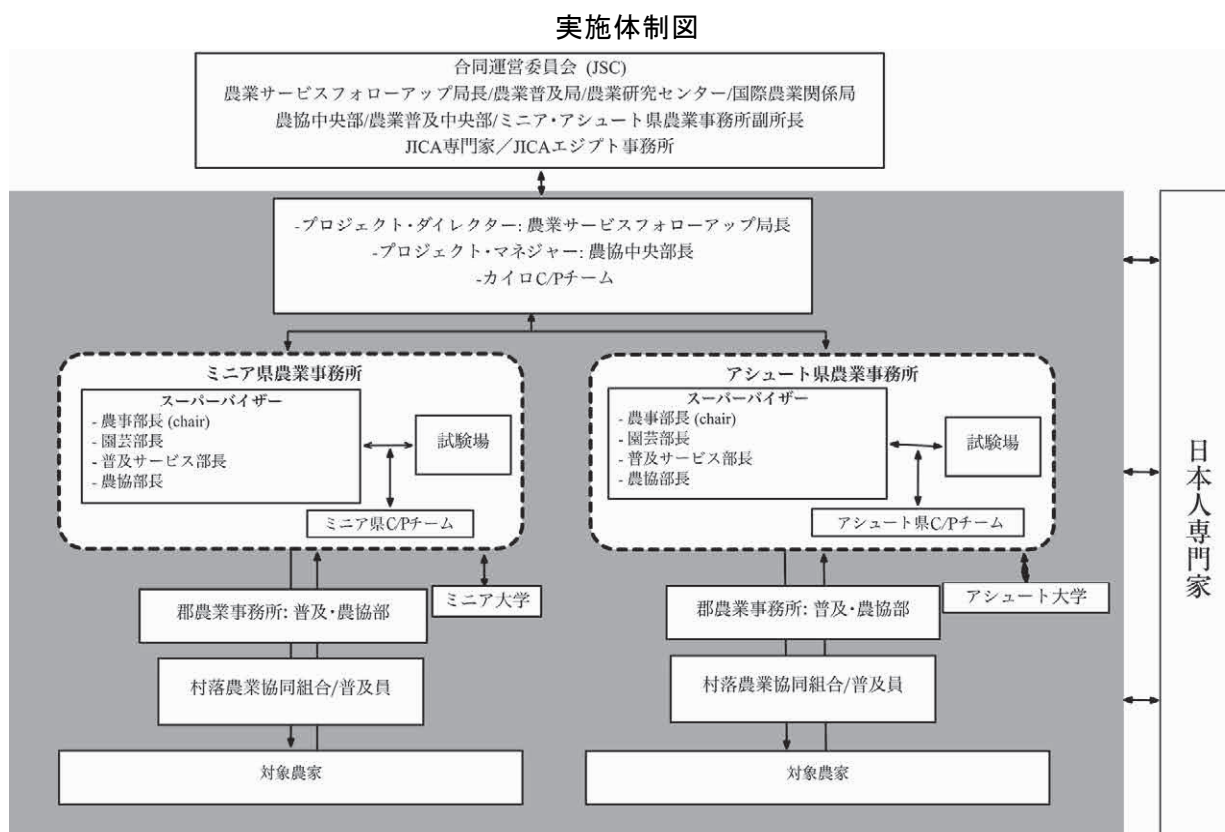 実施体制図
合同運営委員会 (JSC)
農業サービスフォローアップ局長/農業普及局/農業研究センター/国際農業関係局
農協中央部/農業普及中央部/ミニア・アシュート県農業事務所副所長
JICA専門家／JICAエジプト事務所
-プロジェクト・ダイレクター: 農業サービスフォローアップ局長
-プロジェクト・マネジャー: 農協中央部長
-カイロC/Pチーム
ミニア県農業事務所
スーパーバイザー
- 農事部長 (chair)
- 園芸部長
- 普及サービス部長
- 農協部長
試験場
ミニア県C/Pチーム
ミニア大学
郡農業事務所: 普及・農協部
村落農業協同組合/普及員
対象農家
アシュート県農業事務所
スーパーバイザー
- 農事部長 (chair)
- 園芸部長
- 普及サービス部長
- 農協部長
試験場
アシュート県C/Pチーム
アシュート大学
郡農業事務所: 普及・農協部
村落農業協同組合/普及員
対象農家
日本人専門家